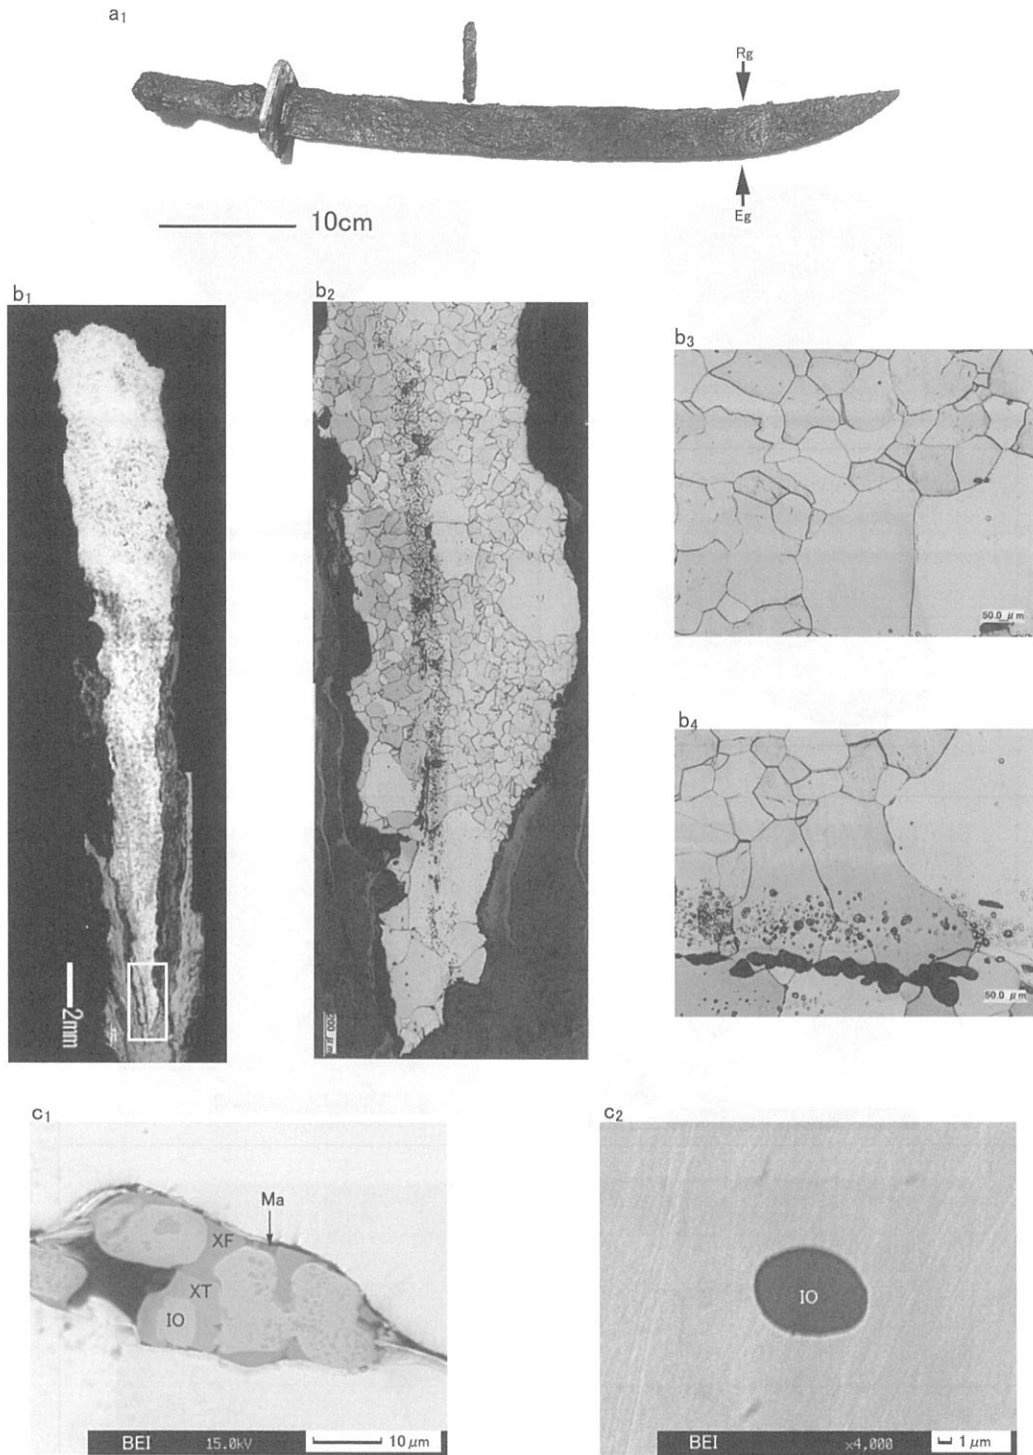 a1
Rg
Eg
10cm
b1
b2
b3
b4
2mm
200 μm
50.0 μm
50.0 μm
c1
c2
Ma
XF
XT
IO
IO
BEI 15.0kV 10 μm
BEI x4,000 1 μm